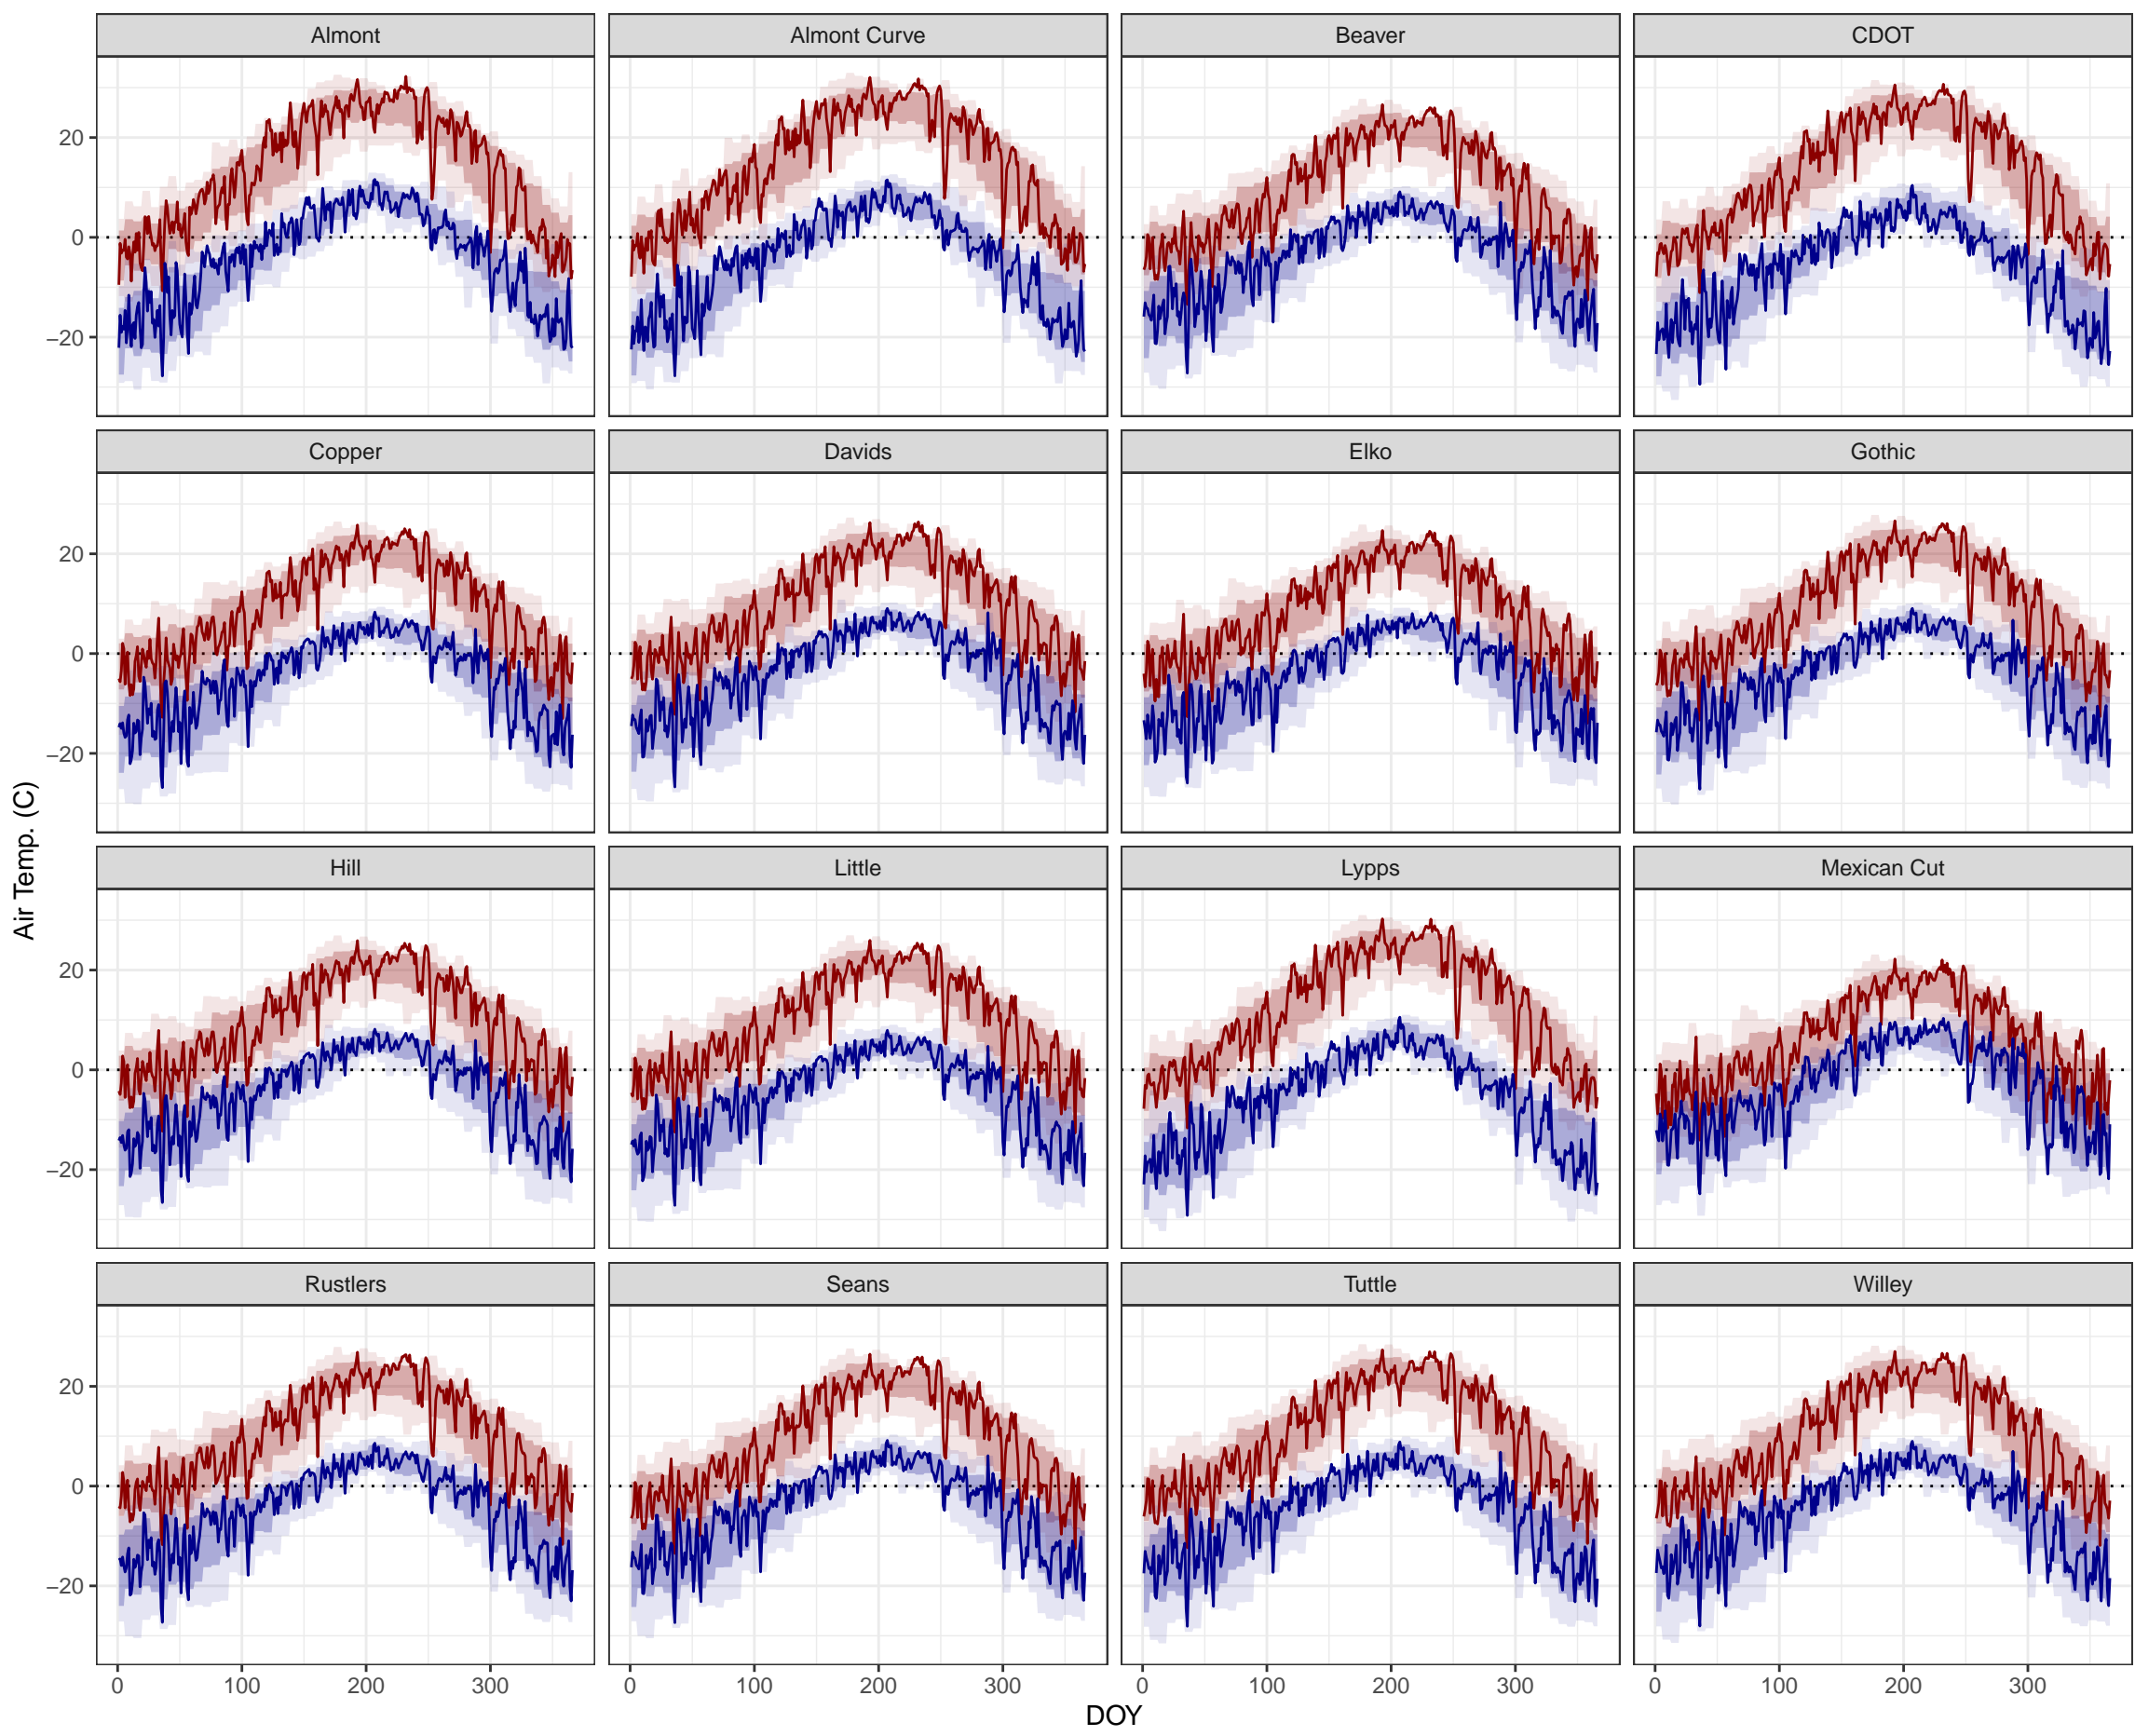 Almont Almont Curve Beaver CDOT
20
0
−20
Copper Davids Elko Gothic
20
0
−20
Air Temp. (C)
Hill Little Lypps Mexican Cut
20
0
−20
Rustlers Seans Tuttle Willey
20
0
−20
0 100 200 300 0 100 200 300 0 100 200 300 0 100 200 300
DOY